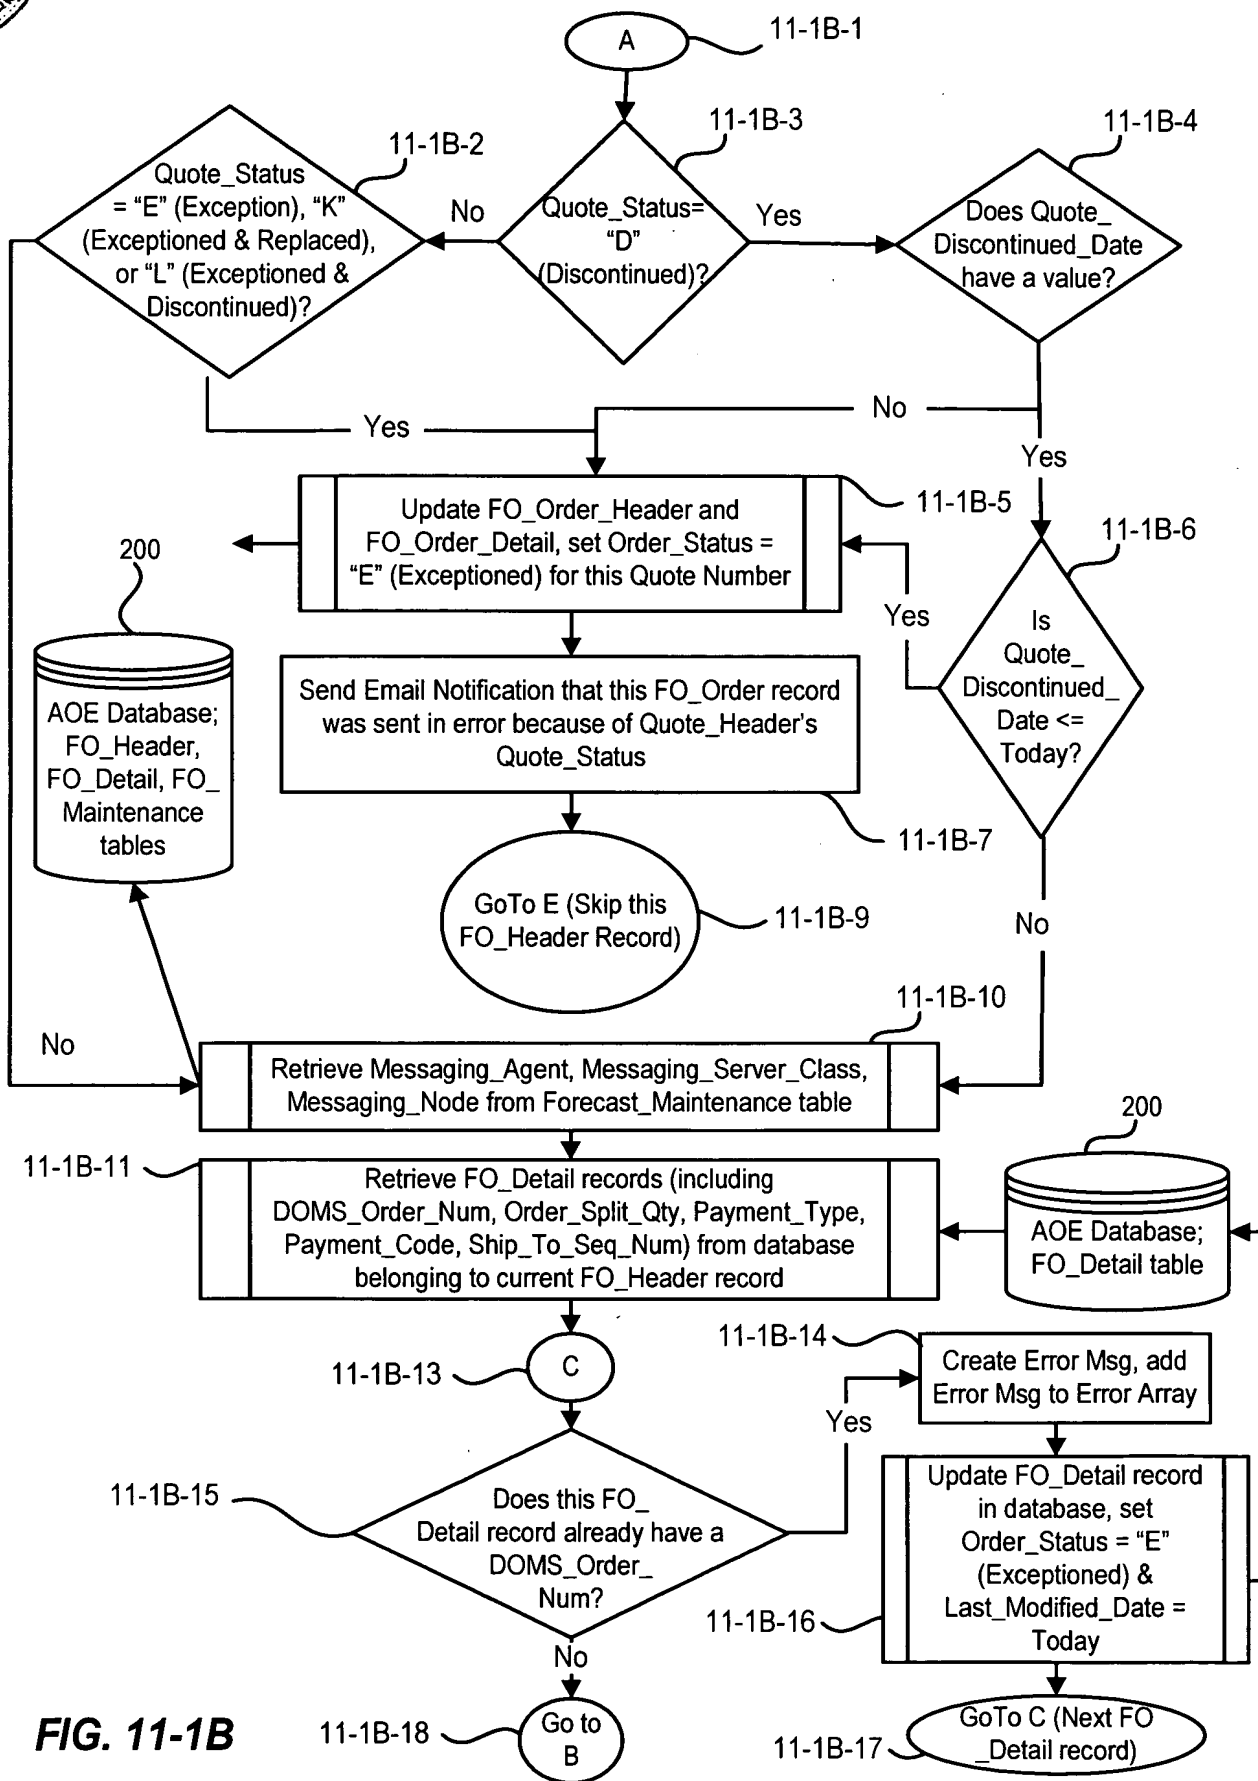 A
11-1B-1
11-1B-2
Quote_Status
= "E" (Exception), "K"
(Exceptioned & Replaced),
or "L" (Exceptioned &
Discontinued)?
No
11-1B-3
Quote_Status=
"D"
(Discontinued)?
Yes
11-1B-4
Does Quote_
Discontinued_Date
have a value?
Yes
No
Yes
11-1B-5
Update FO_Order_Header and
FO_Order_Detail, set Order_Status =
"E" (Exceptioned) for this Quote Number
11-1B-6
Is
Quote_
Discontinued_
Date <=
Today?
Yes
200
AOE Database;
FO_Header,
FO_Detail, FO_
Maintenance
tables
Send Email Notification that this FO_Order record
was sent in error because of Quote_Header's
Quote_Status
11-1B-7
GoTo E (Skip this
FO_Header Record)
11-1B-9
No
No
11-1B-10
Retrieve Messaging_Agent, Messaging_Server_Class,
Messaging_Node from Forecast_Maintenance table
11-1B-11
Retrieve FO_Detail records (including
DOMS_Order_Num, Order_Split_Qty, Payment_Type,
Payment_Code, Ship_To_Seq_Num) from database
belonging to current FO_Header record
200
AOE Database;
FO_Detail table
11-1B-13
C
11-1B-14
Create Error Msg, add
Error Msg to Error Array
Yes
11-1B-15
Does this FO_
Detail record already have a
DOMS_Order_
Num?
Update FO_Detail record
in database, set
Order_Status = "E"
(Exceptioned) &
Last_Modified_Date =
Today
11-1B-16
No
11-1B-18
Go to
B
GoTo C (Next FO
_Detail record)
11-1B-17
FIG. 11-1B